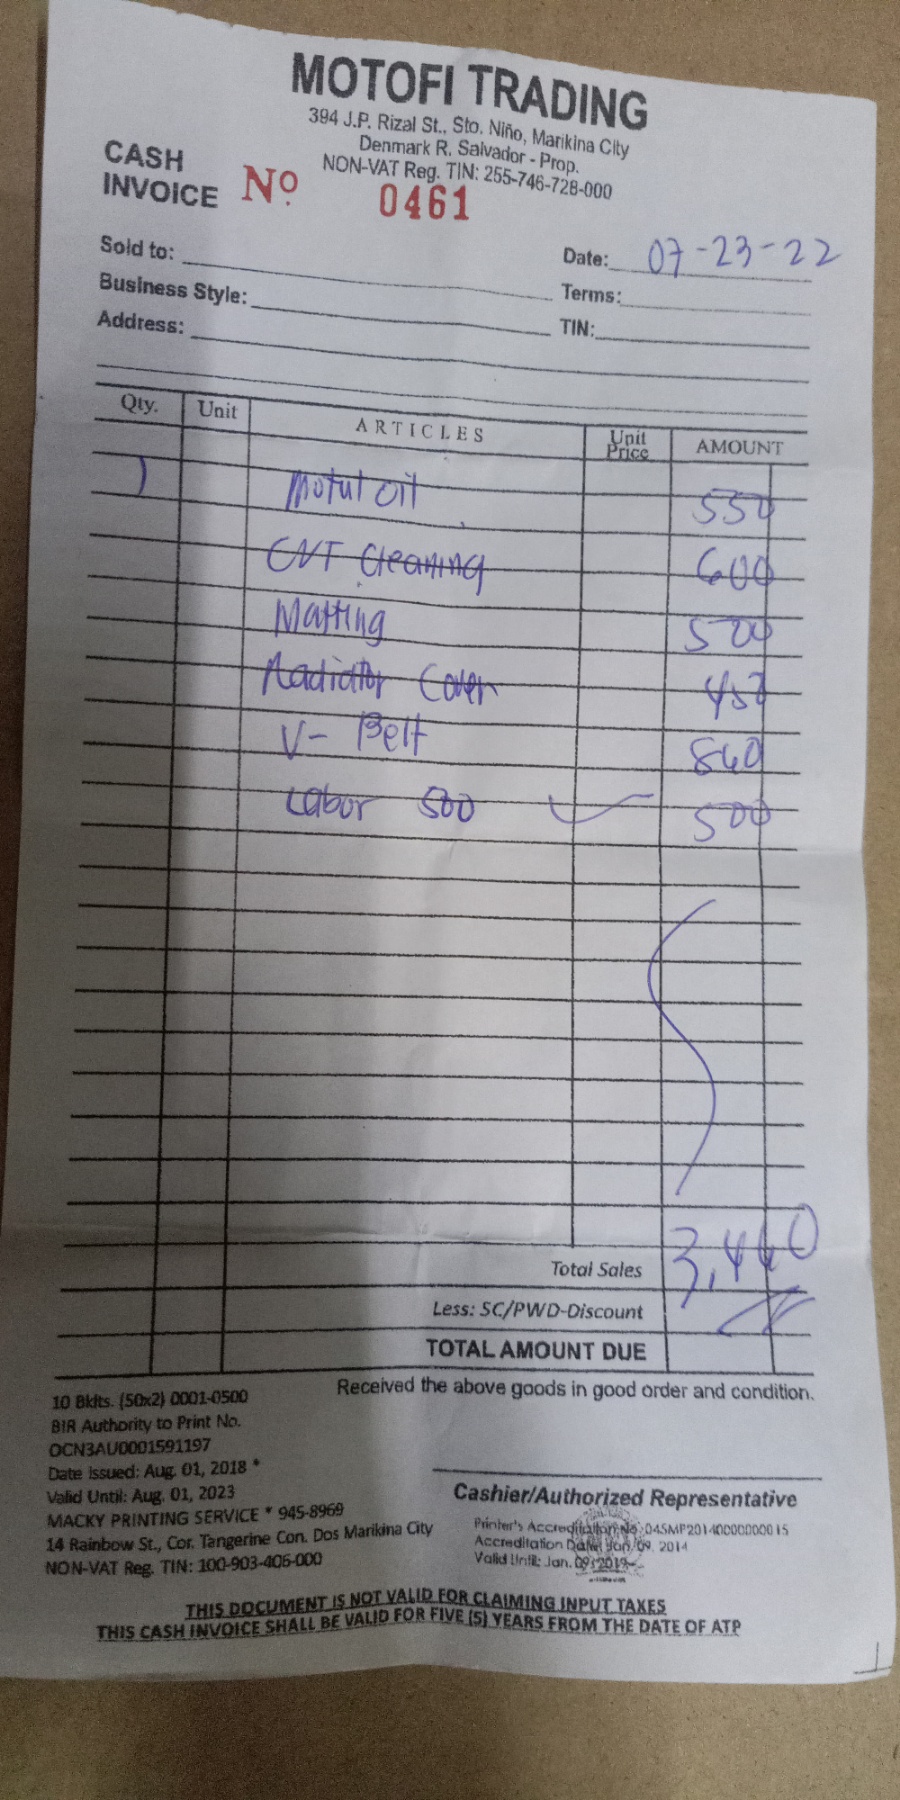 MOTOFI TRADING
394 J.P. Rizal St., Sto. Niño, Marikina City
Denmark R. Salvador - Prop.
NON-VAT Reg. TIN: 255-746-728-000
CASH
INVOICE Nº 0461
Sold to: Date: 07-23-22
Business Style: Terms:
Address: TIN:
Qty. Unit ARTICLES Unit Price AMOUNT
1 Motul oil 550
CVT Cleaning 600
Matting 500
Radiator Cover 450
V- Belt 860
Labor 500 500
Total Sales 3,460
Less: SC/PWD-Discount
TOTAL AMOUNT DUE
Received the above goods in good order and condition.
10 Bklts. (50x2) 0001-0500
BIR Authority to Print No.
OCN3AU0001591197
Date issued: Aug. 01, 2018 *
Valid Until: Aug. 01, 2023
MACKY PRINTING SERVICE * 945-8969
14 Rainbow St., Cor. Tangerine Con. Dos Marikina City
NON-VAT Reg. TIN: 100-903-406-000
Cashier/Authorized Representative
Printer's Accreditation No. 045MP20140000000015
Accreditation Date: Jan. 09, 2014
Valid Until: Jan. 09, 2019
THIS DOCUMENT IS NOT VALID FOR CLAIMING INPUT TAXES
THIS CASH INVOICE SHALL BE VALID FOR FIVE (5) YEARS FROM THE DATE OF ATP